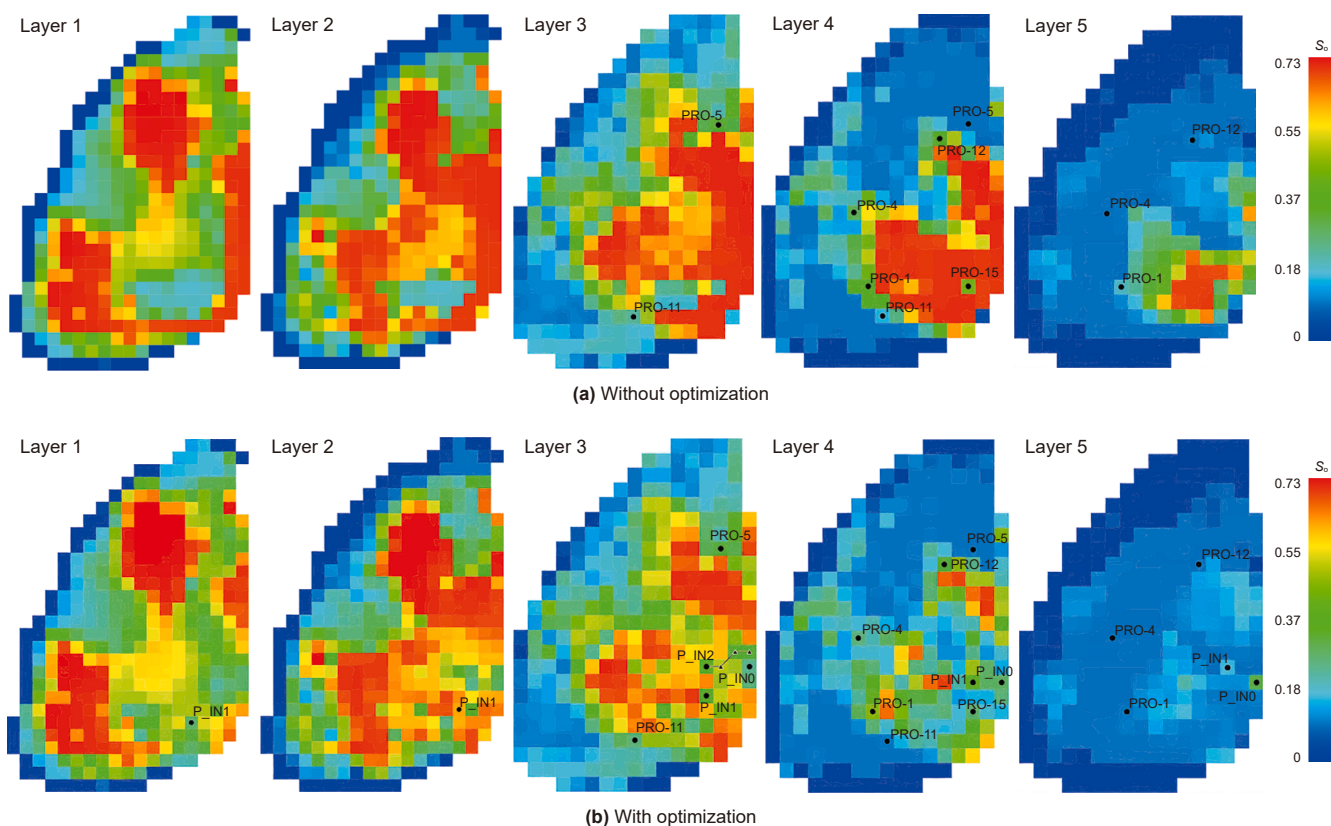 Layer 1
Layer 2
Layer 3
Layer 4
Layer 5
So
0.73
0.55
0.37
0.18
0
PRO-5
PRO-11
PRO-5
PRO-12
PRO-4
PRO-1
PRO-15
PRO-11
PRO-12
PRO-4
PRO-1
(a) Without optimization
Layer 1
Layer 2
Layer 3
Layer 4
Layer 5
So
0.73
0.55
0.37
0.18
0
P_IN1
P_IN1
PRO-5
P_IN2
P_IN0
P_IN1
PRO-11
PRO-5
PRO-12
PRO-4
P_IN1
P_IN0
PRO-1
PRO-15
PRO-11
PRO-12
PRO-4
P_IN1
P_IN0
PRO-1
(b) With optimization